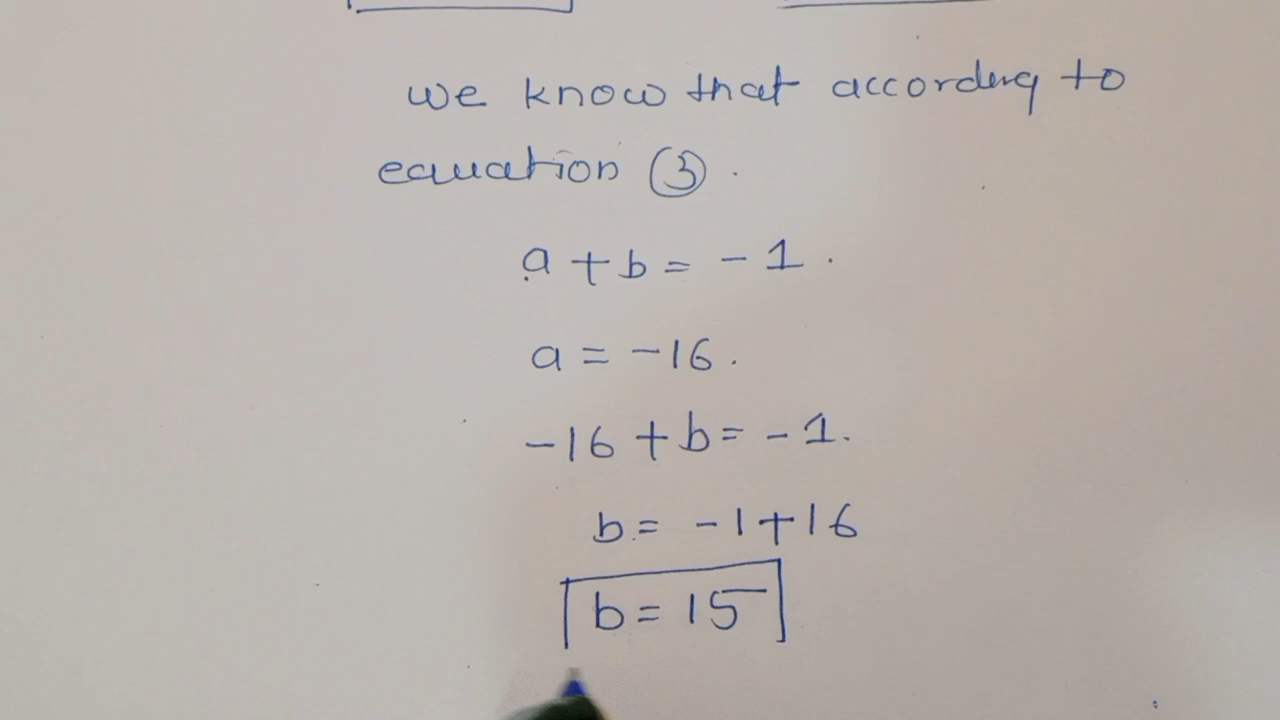 we know that according to
equation ③.
a + b = - 1.
a = -16.
-16 + b = - 1.
b = -1+16
b = 15